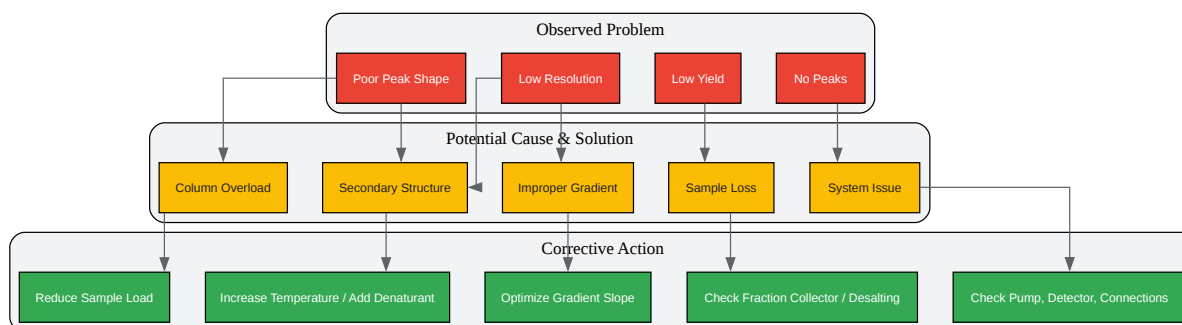 Observed Problem
Poor Peak Shape
Low Resolution
Low Yield
No Peaks
Potential Cause & Solution
Column Overload
Secondary Structure
Improper Gradient
Sample Loss
System Issue
Corrective Action
Reduce Sample Load
Increase Temperature / Add Denaturant
Optimize Gradient Slope
Check Fraction Collector / Desalting
Check Pump, Detector, Connections